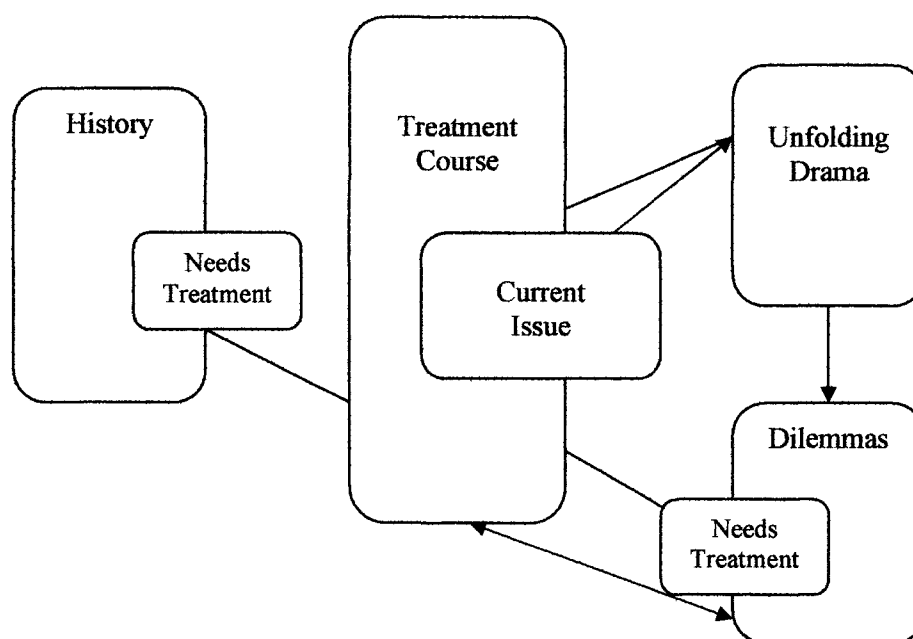 History
Needs
Treatment
Treatment
Course
Current
Issue
Unfolding
Drama
Dilemmas
Needs
Treatment